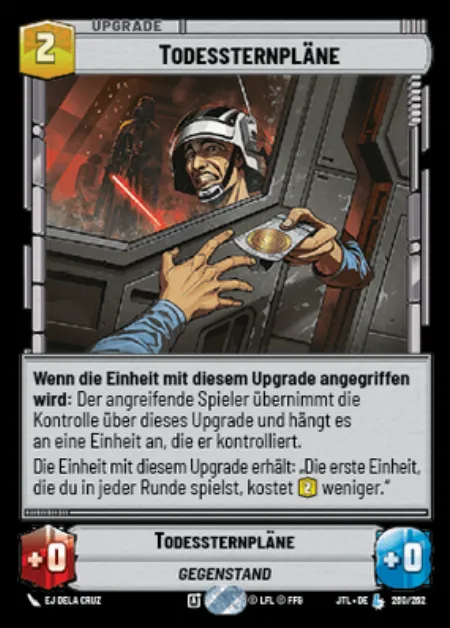 2
UPGRADE
TODESSTERNPLÄNE
Wenn die Einheit mit diesem Upgrade angegriffen
wird: Der angreifende Spieler übernimmt die
Kontrolle über dieses Upgrade und hängt es
an eine Einheit an, die er kontrolliert.
Die Einheit mit diesem Upgrade erhält: „Die erste Einheit,
die du in jeder Runde spielst, kostet 2 weniger.“
+0
TODESSTERNPLÄNE
+0
GEGENSTAND
EJ DELA CRUZ
© LFL © FFG
JTL • DE
260/262